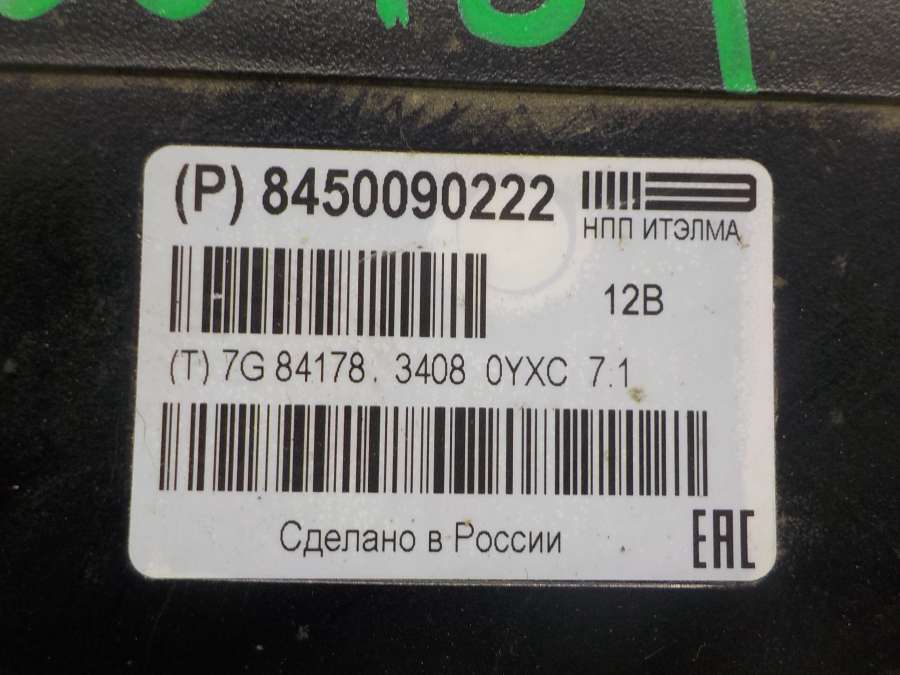 (P) 8450090222
НПП ИТЭЛМА
12В
(T) 7G 84178. 3408 0YXC 7.1
Сделано в России
EAC